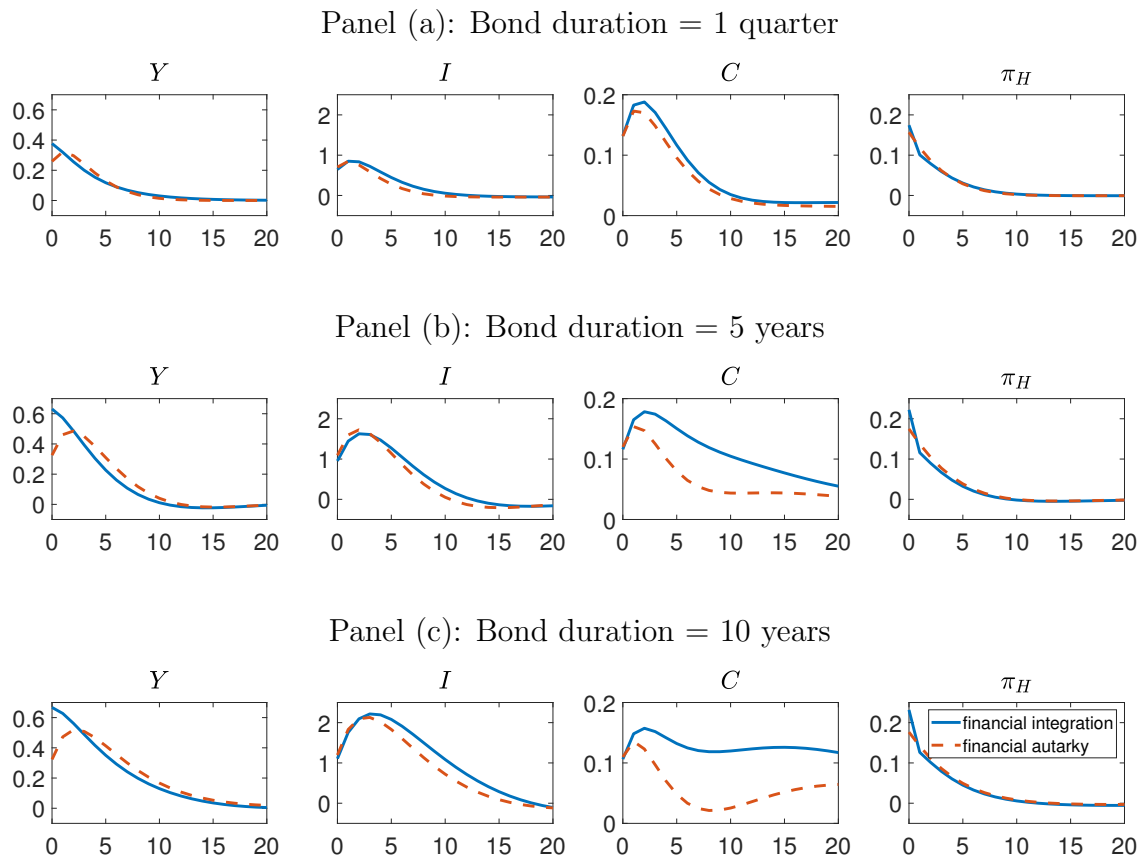 Panel (a): Bond duration = 1 quarter
Y I C π_H
0.6 0.4 0.2 0
0 5 10 15 20
2 1 0
0 5 10 15 20
0.2 0.1 0
0 5 10 15 20
0.2 0.1 0
0 5 10 15 20
Panel (b): Bond duration = 5 years
Y I C π_H
0.6 0.4 0.2 0
0 5 10 15 20
2 1 0
0 5 10 15 20
0.2 0.1 0
0 5 10 15 20
0.2 0.1 0
0 5 10 15 20
Panel (c): Bond duration = 10 years
Y I C π_H
0.6 0.4 0.2 0
0 5 10 15 20
2 1 0
0 5 10 15 20
0.2 0.1 0
0 5 10 15 20
0.2 0.1 0
0 5 10 15 20
financial integration
financial autarky